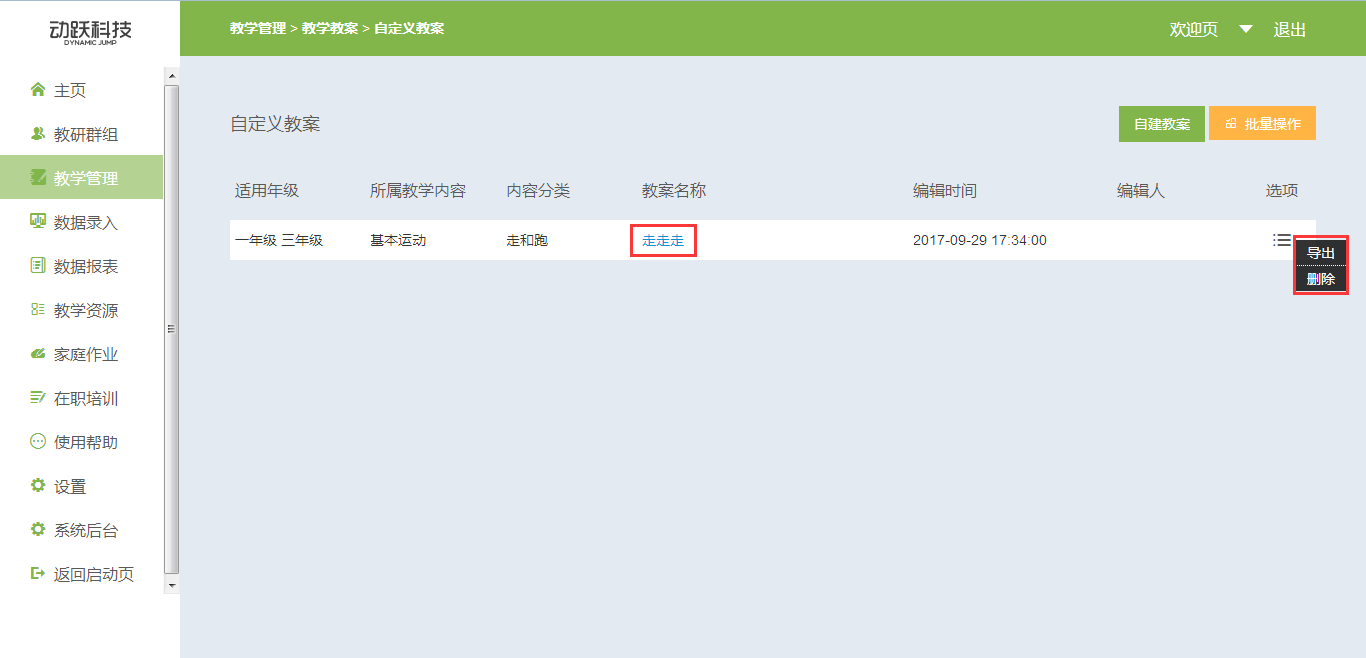 动跃科技
DYNAMIC JUMP
教学管理 > 教学教案 > 自定义教案
欢迎页 退出
主页
教研群组
教学管理
数据录入
数据报表
教学资源
家庭作业
在职培训
使用帮助
设置
系统后台
返回启动页
自定义教案
自建教案 批量操作
适用年级 所属教学内容 内容分类 教案名称 编辑时间 编辑人 选项
一年级 三年级 基本运动 走和跑 走走走 2017-09-29 17:34:00
导出
删除